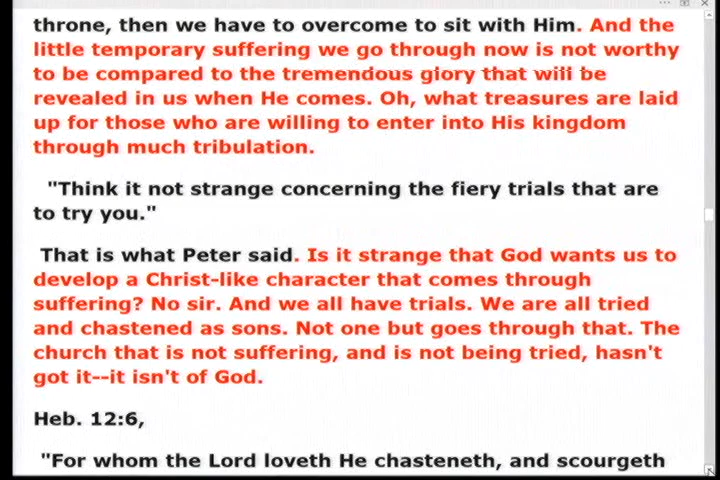 throne, then we have to overcome to sit with Him. And the
little temporary suffering we go through now is not worthy
to be compared to the tremendous glory that will be
revealed in us when He comes. Oh, what treasures are laid
up for those who are willing to enter into His kingdom
through much tribulation.
"Think it not strange concerning the fiery trials that are
to try you."
That is what Peter said. Is it strange that God wants us to
develop a Christ-like character that comes through
suffering? No sir. And we all have trials. We are all tried
and chastened as sons. Not one but goes through that. The
church that is not suffering, and is not being tried, hasn't
got it--it isn't of God.
Heb. 12:6,
"For whom the Lord loveth He chasteneth, and scourgeth